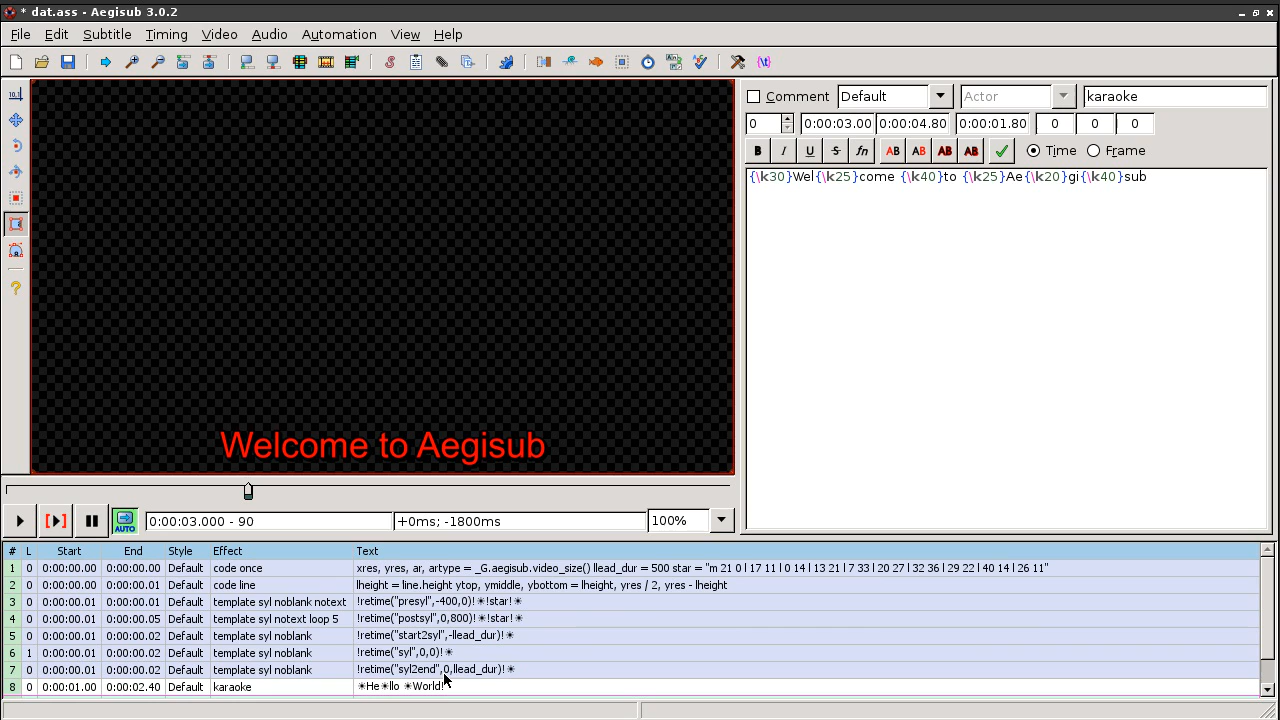 * dat.ass - Aegisub 3.0.2
File Edit Subtitle Timing Video Audio Automation View Help
Comment Default Actor karaoke
0 0:00:03.00 0:00:04.80 0:00:01.80 0 0 0
B I U S fn AB AB AB AB Time Frame
{\k30}Wel{\k25}come {\k40}to {\k25}Ae{\k20}gi{\k40}sub
Welcome to Aegisub
AUTO 0:00:03.000 - 90 +0ms; -1800ms 100%
# L Start End Style Effect Text
1 0 0:00:00.00 0:00:00.00 Default code once xres, yres, ar, artype = _G.aegisub.video_size() llead_dur = 500 star = "m 21 0 l 17 11 l 0 14 l 13 21 l 7 33 l 20 27 l 32 36 l 29 22 l 40 14 l 26 11"
2 0 0:00:00.00 0:00:00.01 Default code line lheight = line.height ytop, ymiddle, ybottom = lheight, yres / 2, yres - lheight
3 0 0:00:00.01 0:00:00.01 Default template syl noblank notext !retime("presyl",-400,0)!☀!star!☀
4 0 0:00:00.01 0:00:00.05 Default template syl notext loop 5 !retime("postsyl",0,800)!☀!star!☀
5 0 0:00:00.01 0:00:00.02 Default template syl noblank !retime("start2syl",-llead_dur)!☀
6 1 0:00:00.01 0:00:00.02 Default template syl noblank !retime("syl",0,0)!☀
7 0 0:00:00.01 0:00:00.02 Default template syl noblank !retime("syl2end",0,llead_dur)!☀
8 0 0:00:01.00 0:00:02.40 Default karaoke ☀He☀llo ☀World!